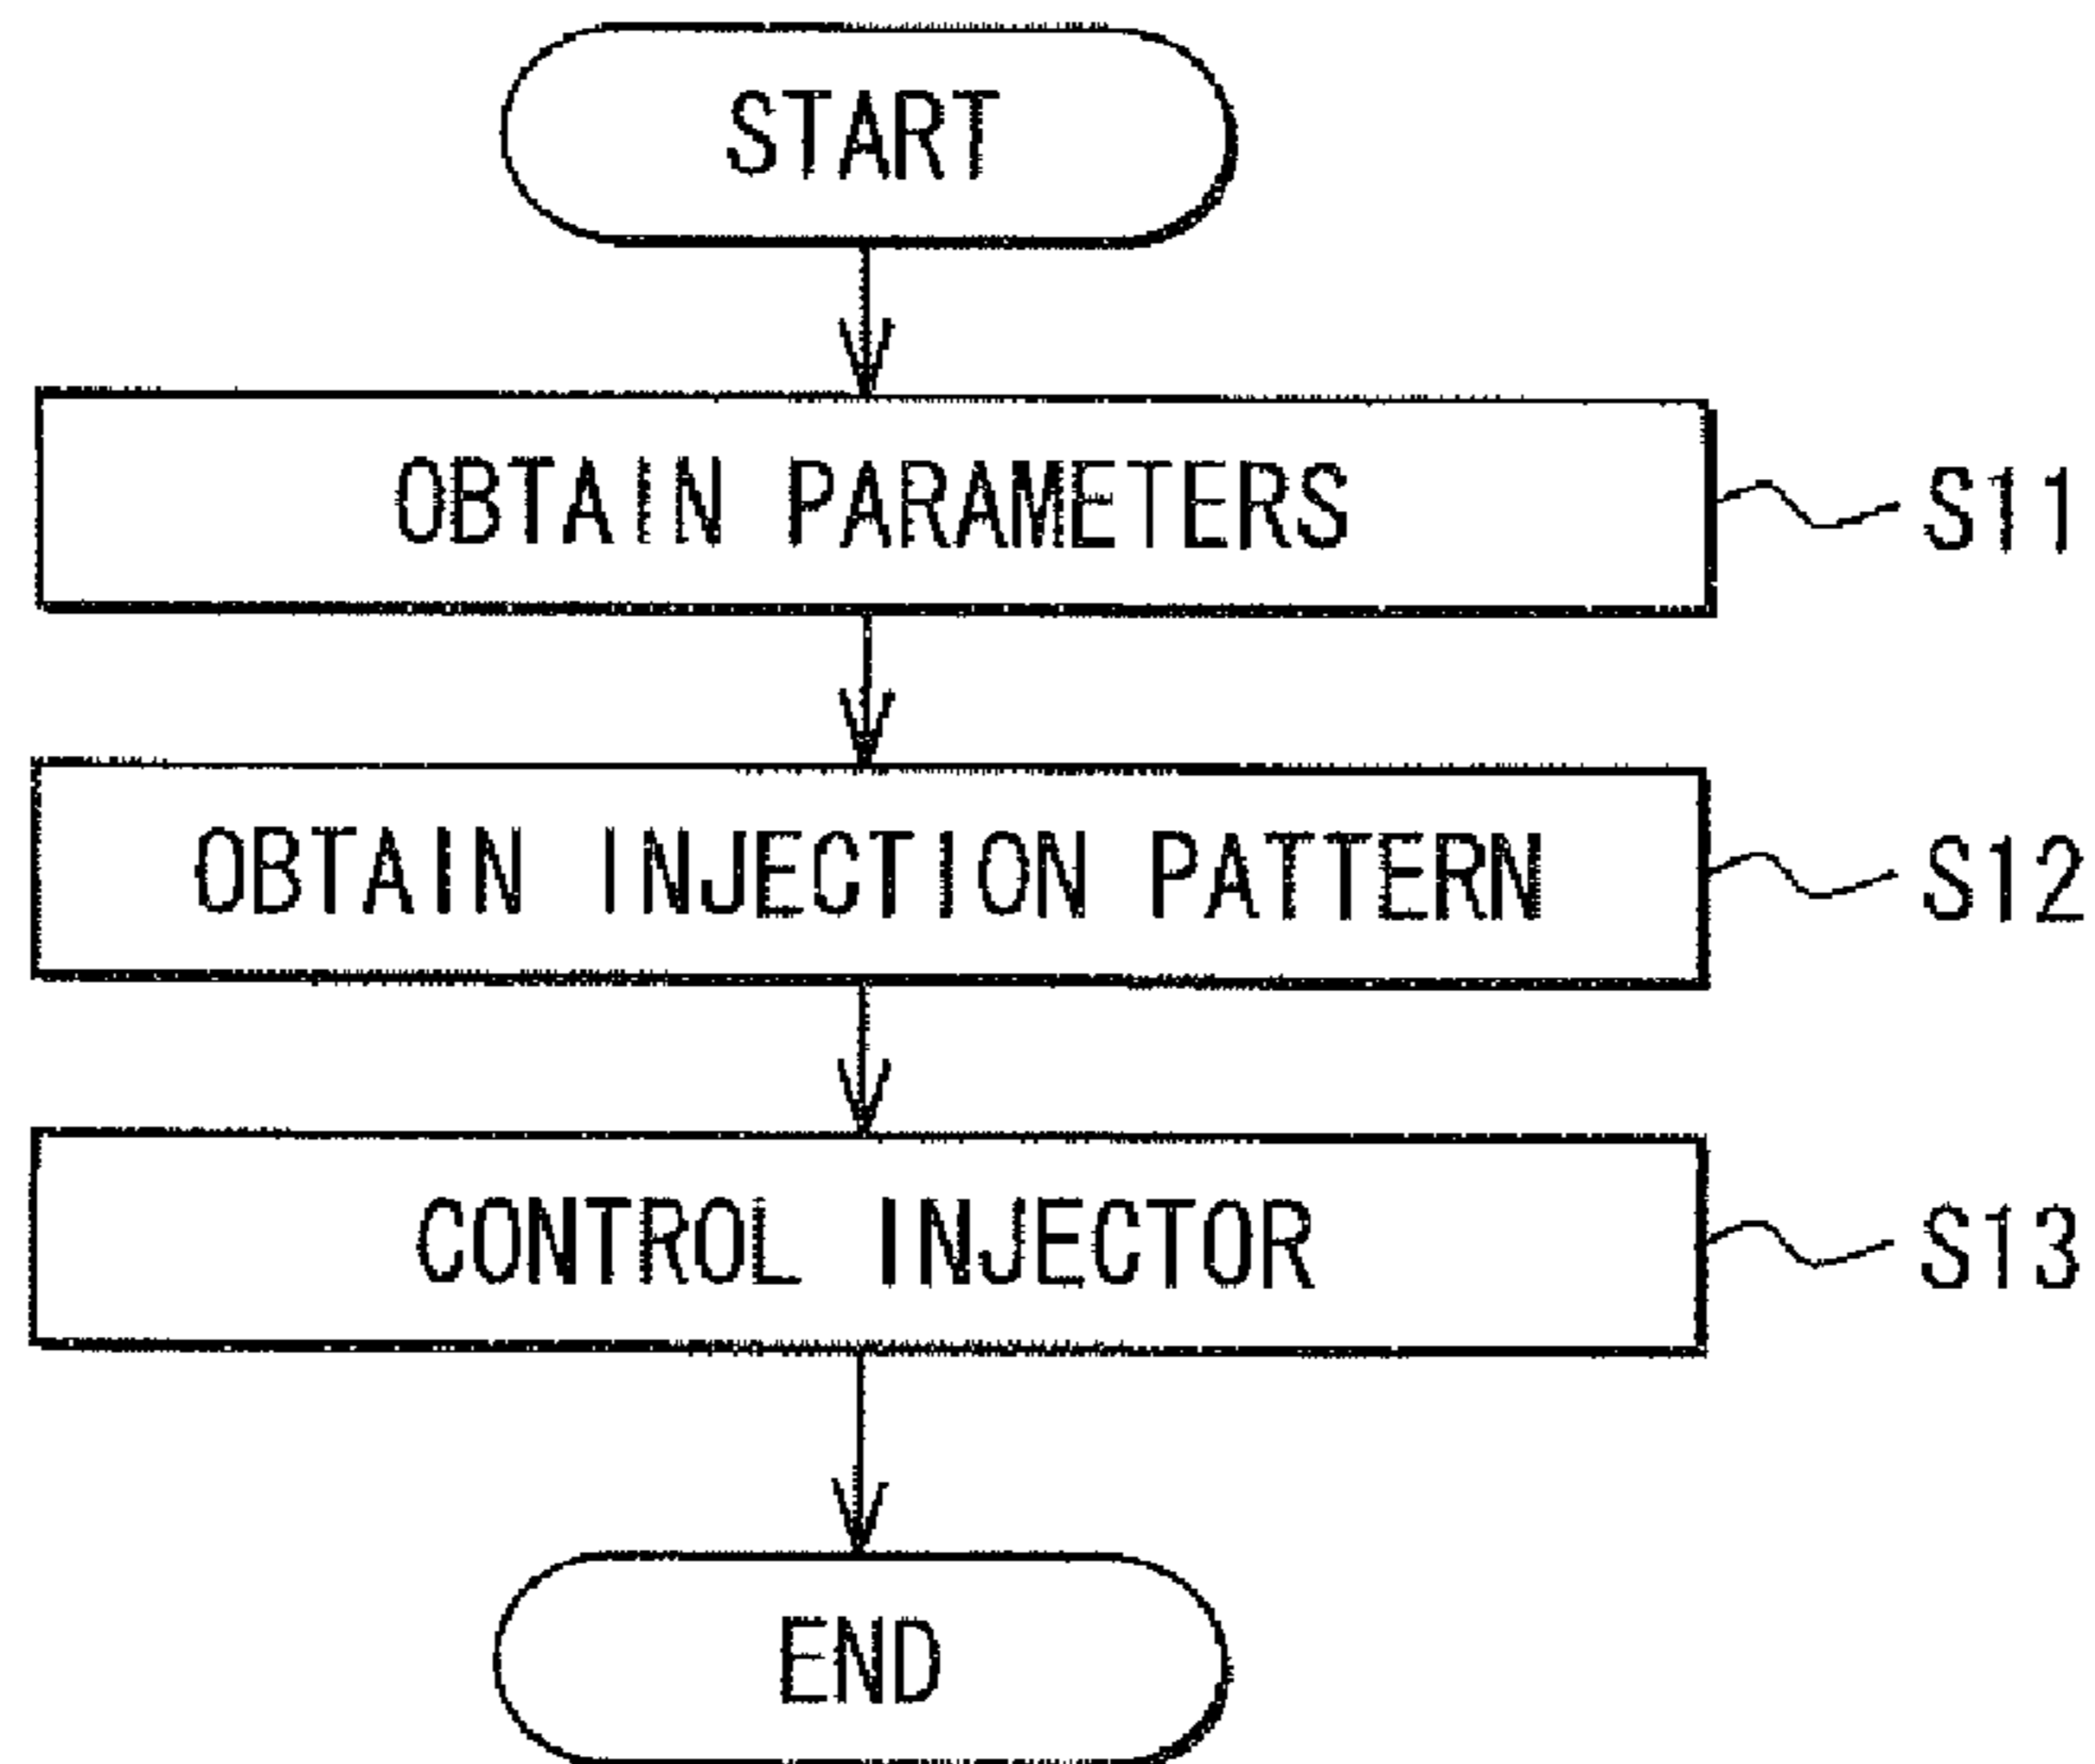 START
OBTAIN PARAMETERS S11
OBTAIN INJECTION PATTERN S12
CONTROL INJECTOR S13
END